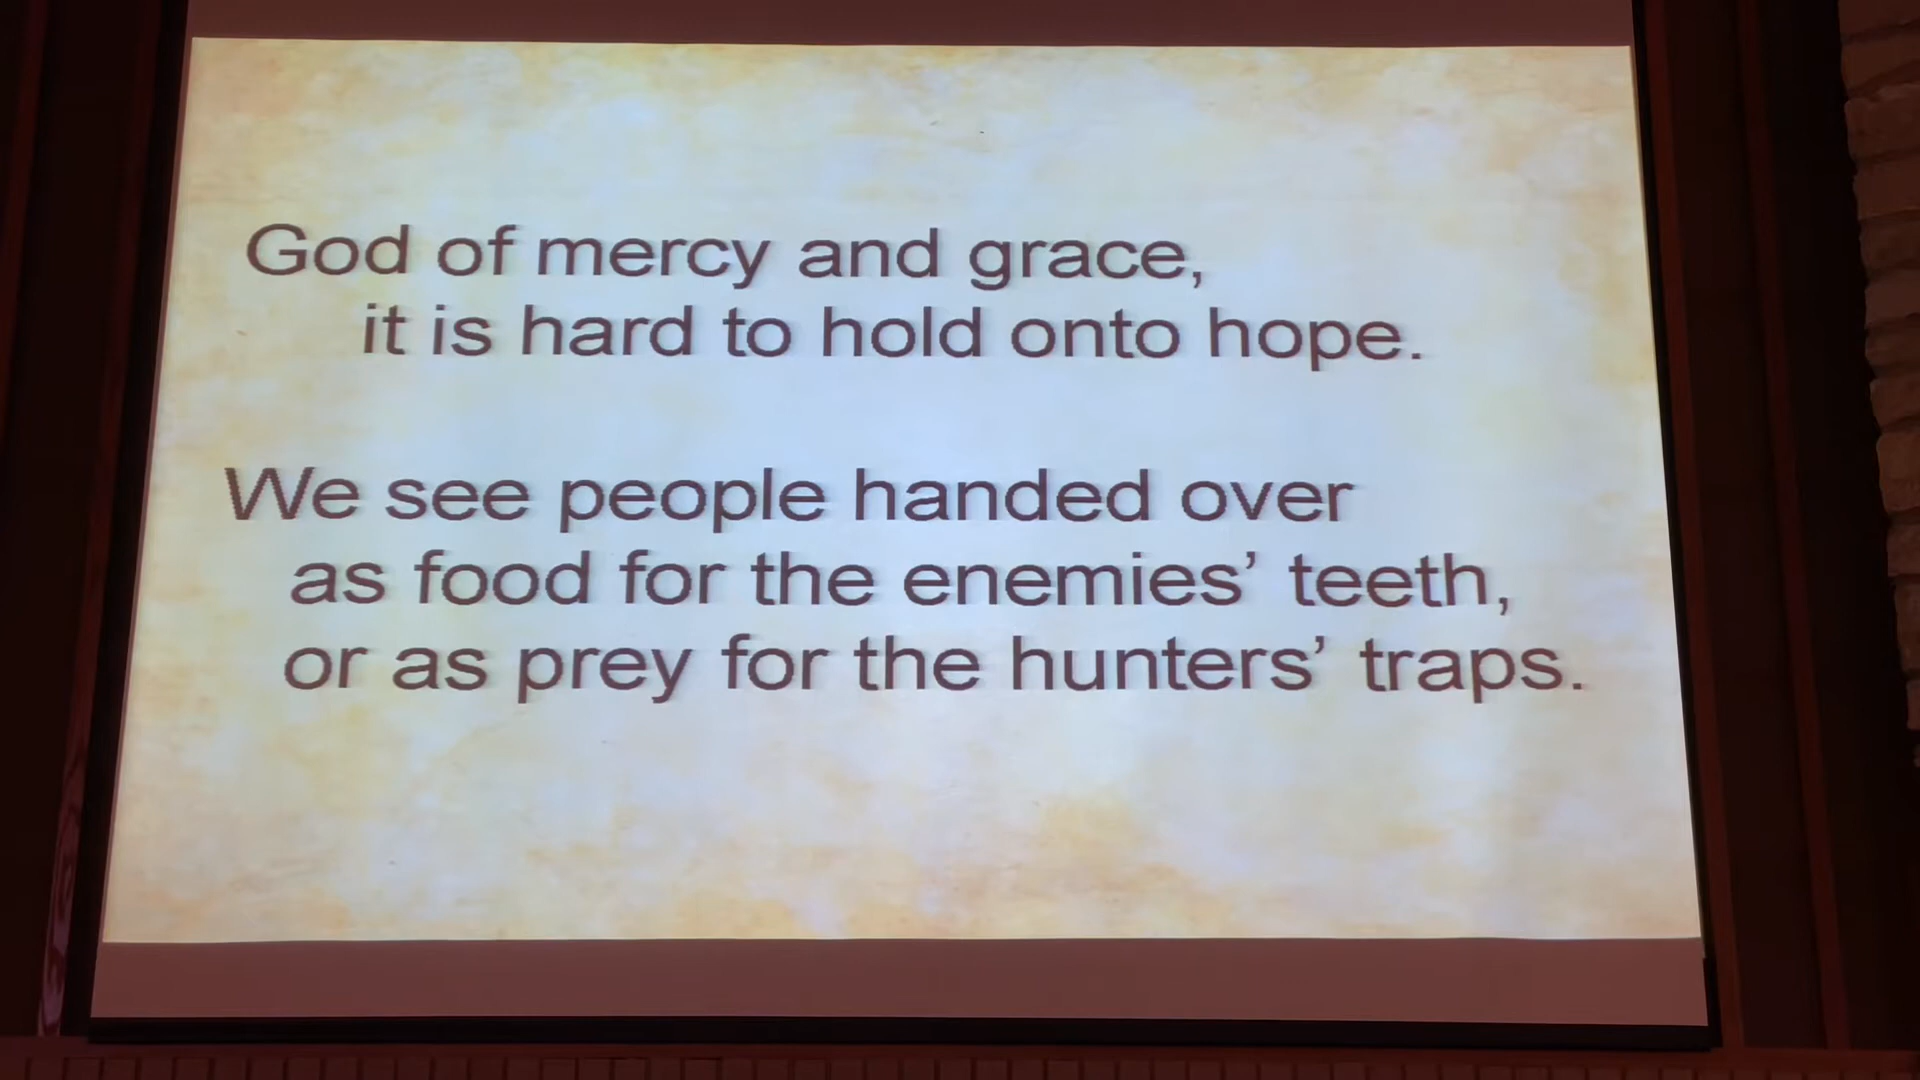 God of mercy and grace,
it is hard to hold onto hope.
We see people handed over
as food for the enemies’ teeth,
or as prey for the hunters’ traps.